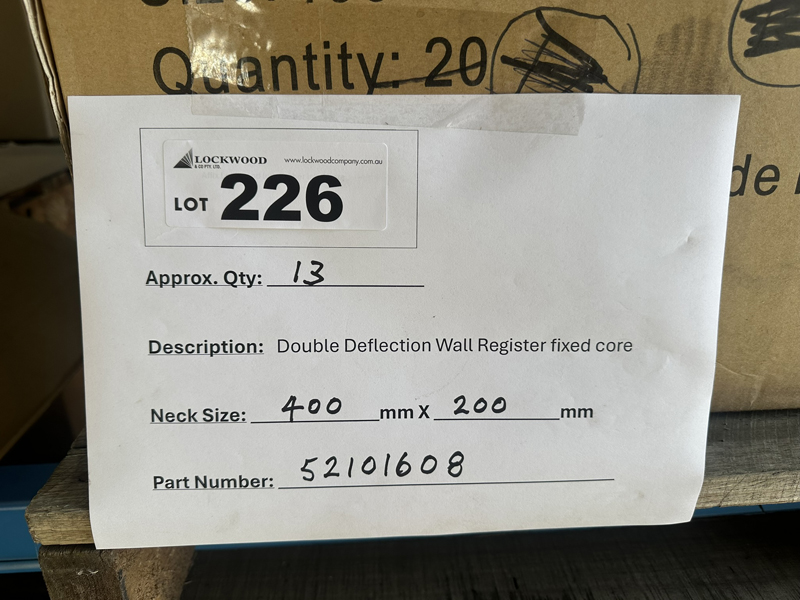 Quantity: 20
LOCKWOOD
& CO PTY. LTD.
www.lockwoodcompany.com.au
LOT 226
Approx. Qty: 13
Description: Double Deflection Wall Register fixed core
Neck Size: 400 mm X 200 mm
Part Number: 52101608